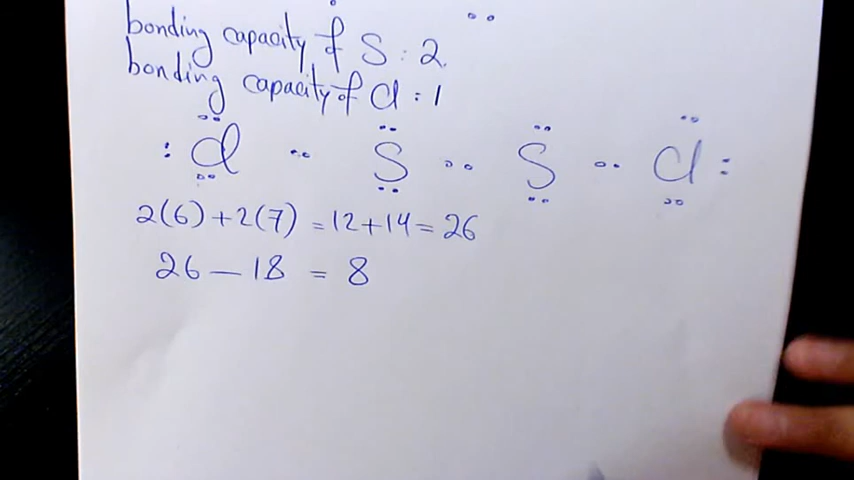 bonding capacity of S : 2.
bonding capacity of Cl : 1
: Cl .. S .. S .. Cl :
2(6) + 2(7) = 12 + 14 = 26
26 — 18 = 8